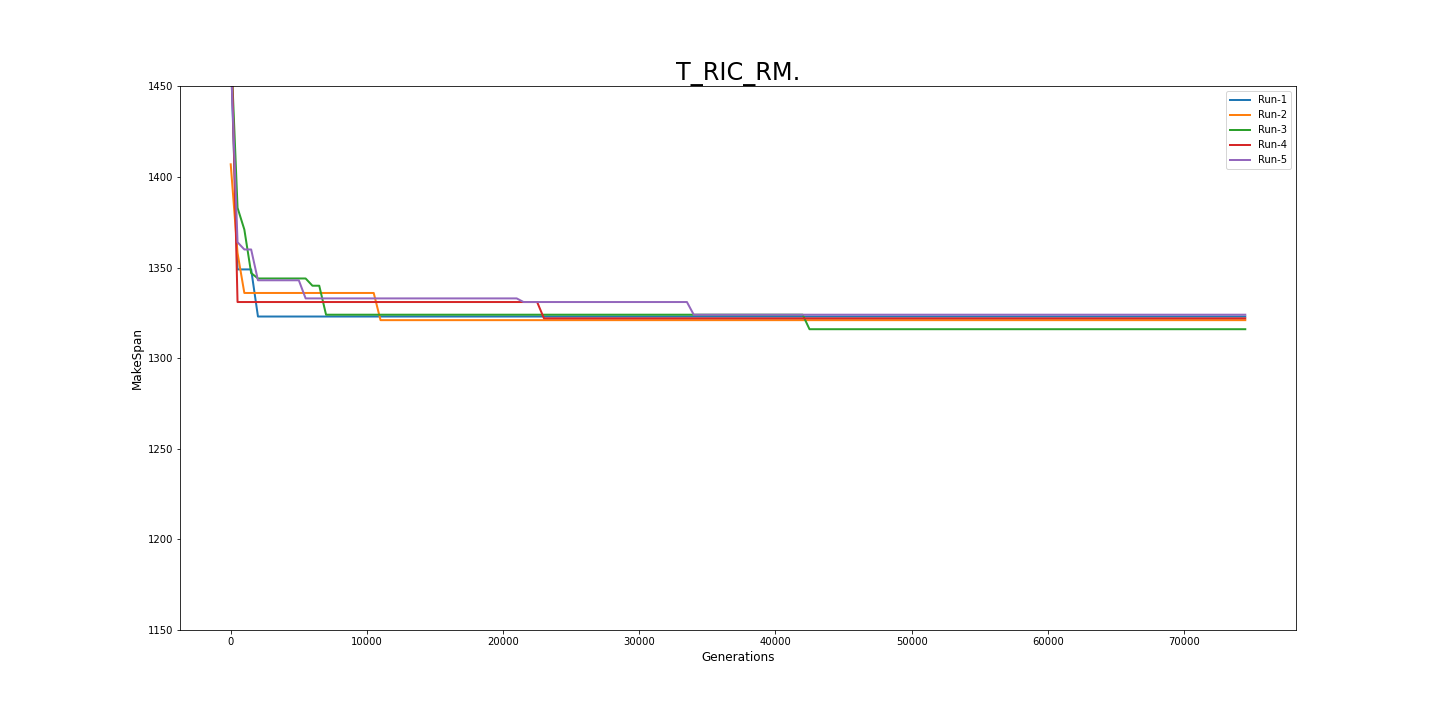 T_RIC_RM.
1450
1400
1350
1300
1250
1200
1150
MakeSpan
Run-1
Run-2
Run-3
Run-4
Run-5
0 10000 20000 30000 40000 50000 60000 70000
Generations